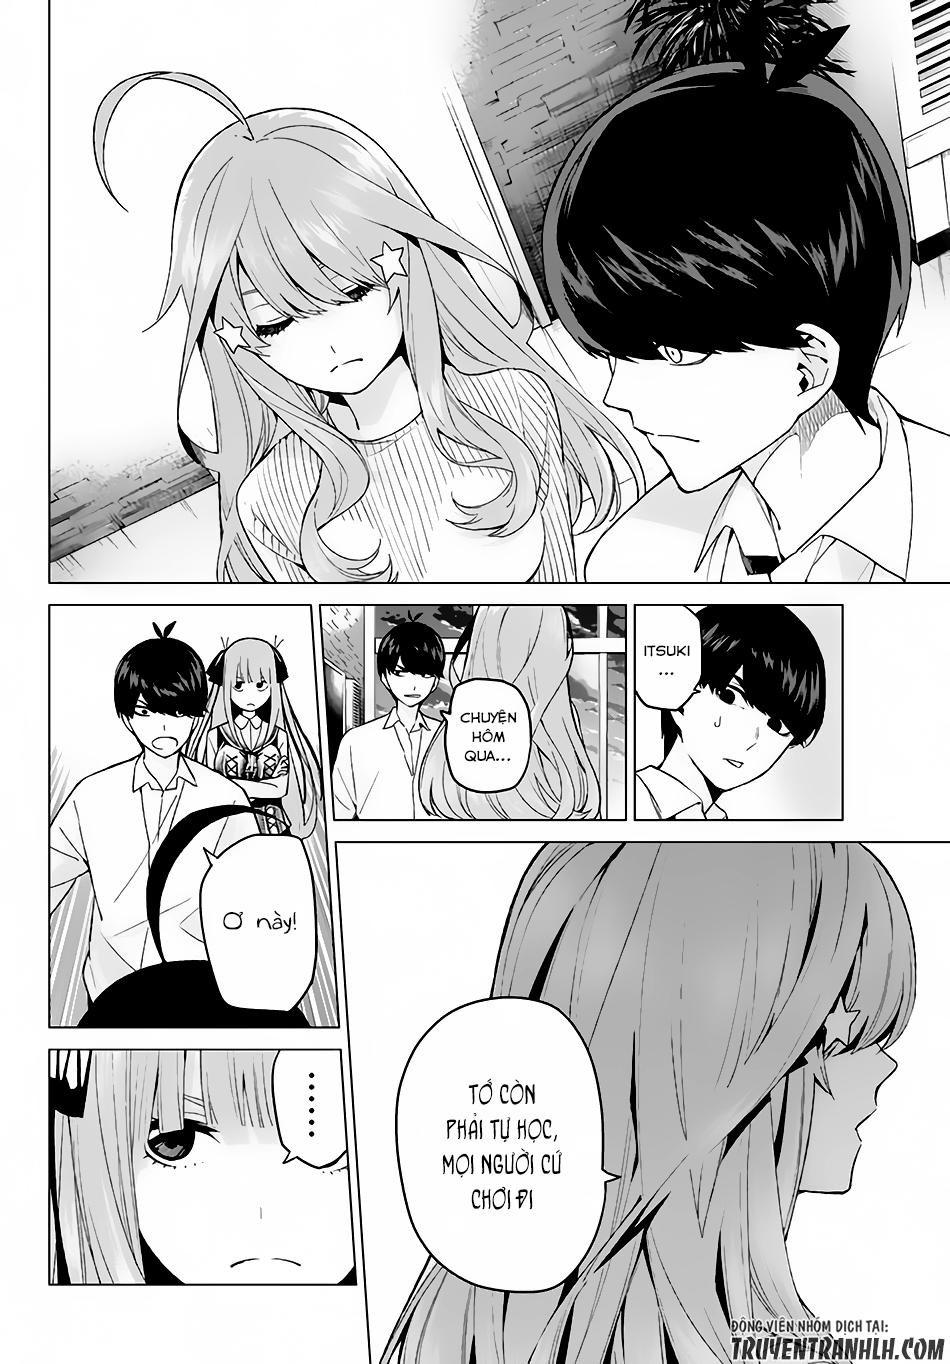 ITSUKI
...
CHUYỆN
HÔM
QUA...
Ơ này!
TỚ CÒN
PHẢI TỰ HỌC,
MỌI NGƯỜI CỨ
CHƠI ĐI
......
ĐỘNG VIÊN NHÓM DỊCH TẠI:
TRUYENTRANHLH.COM